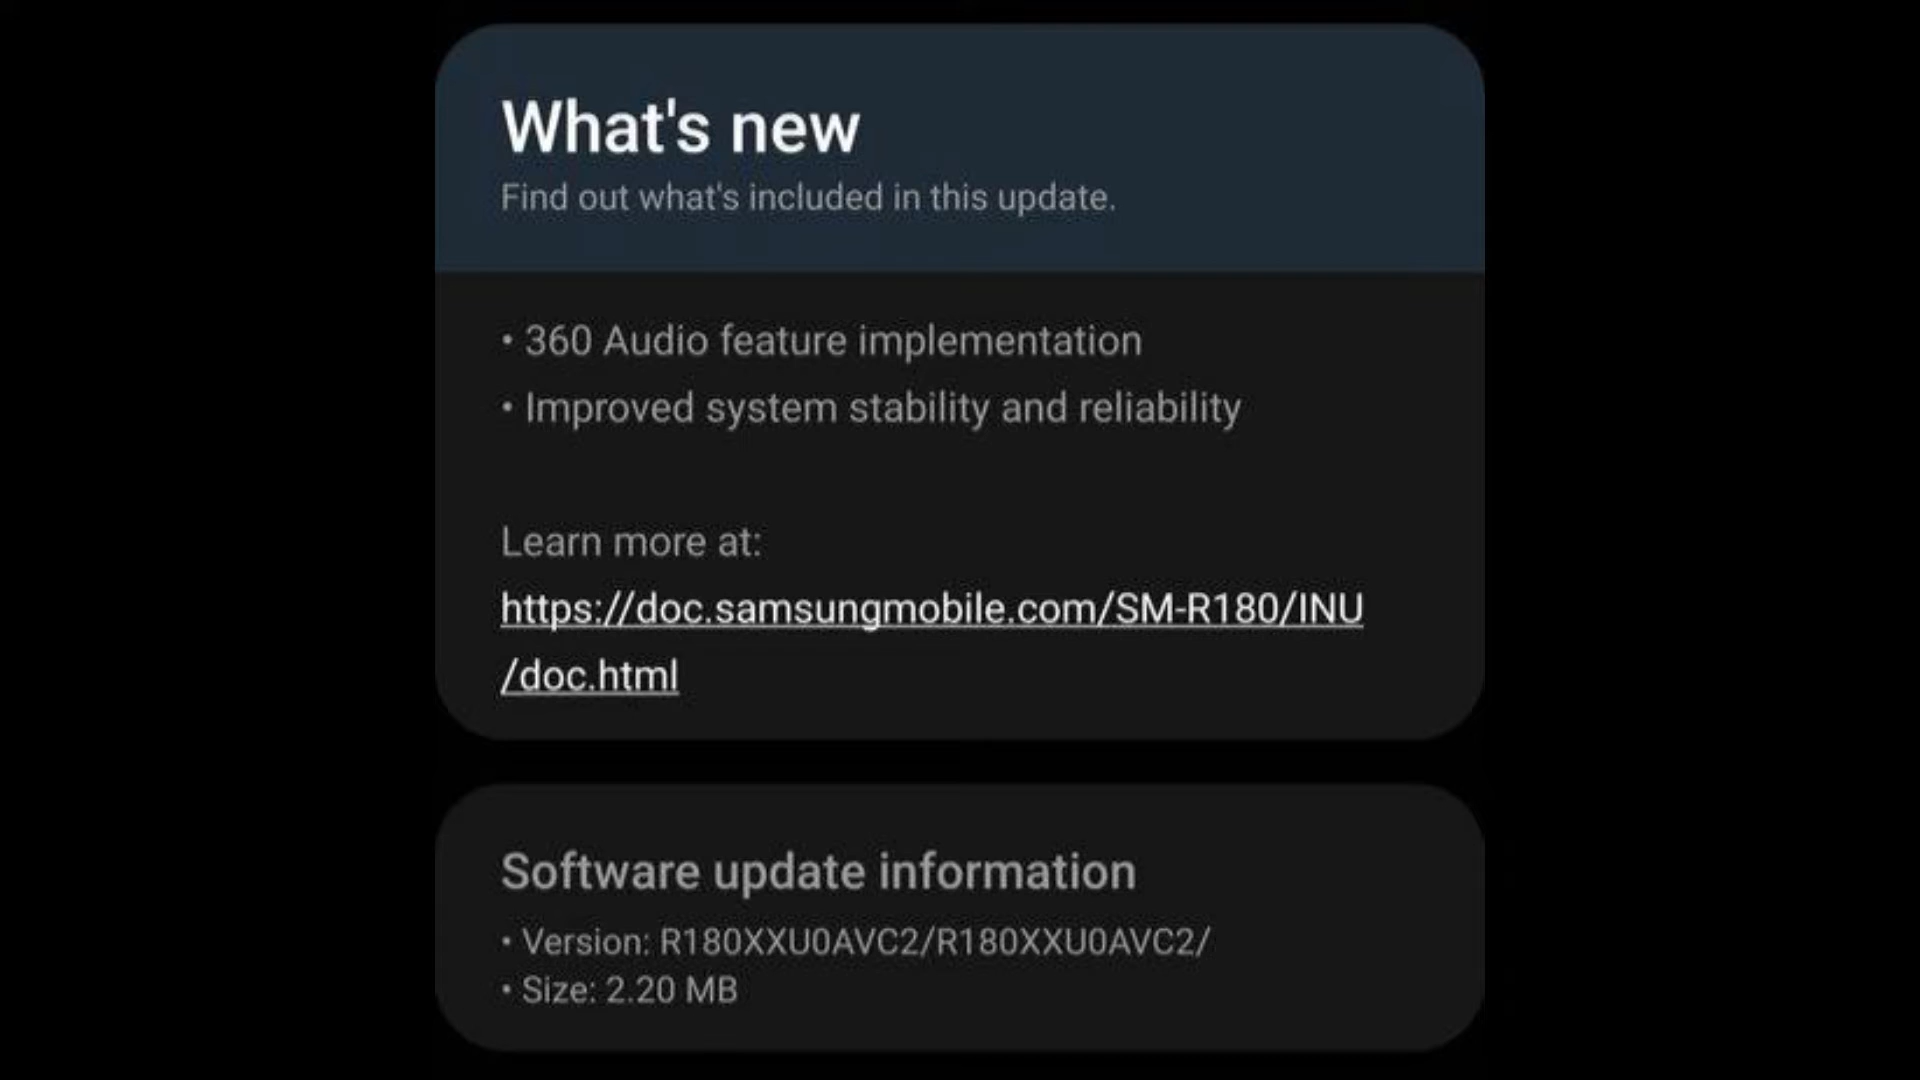 What's new
Find out what's included in this update.
• 360 Audio feature implementation
• Improved system stability and reliability
Learn more at:
https://doc.samsungmobile.com/SM-R180/INU
/doc.html
Software update information
• Version: R180XXU0AVC2/R180XXU0AVC2/
• Size: 2.20 MB